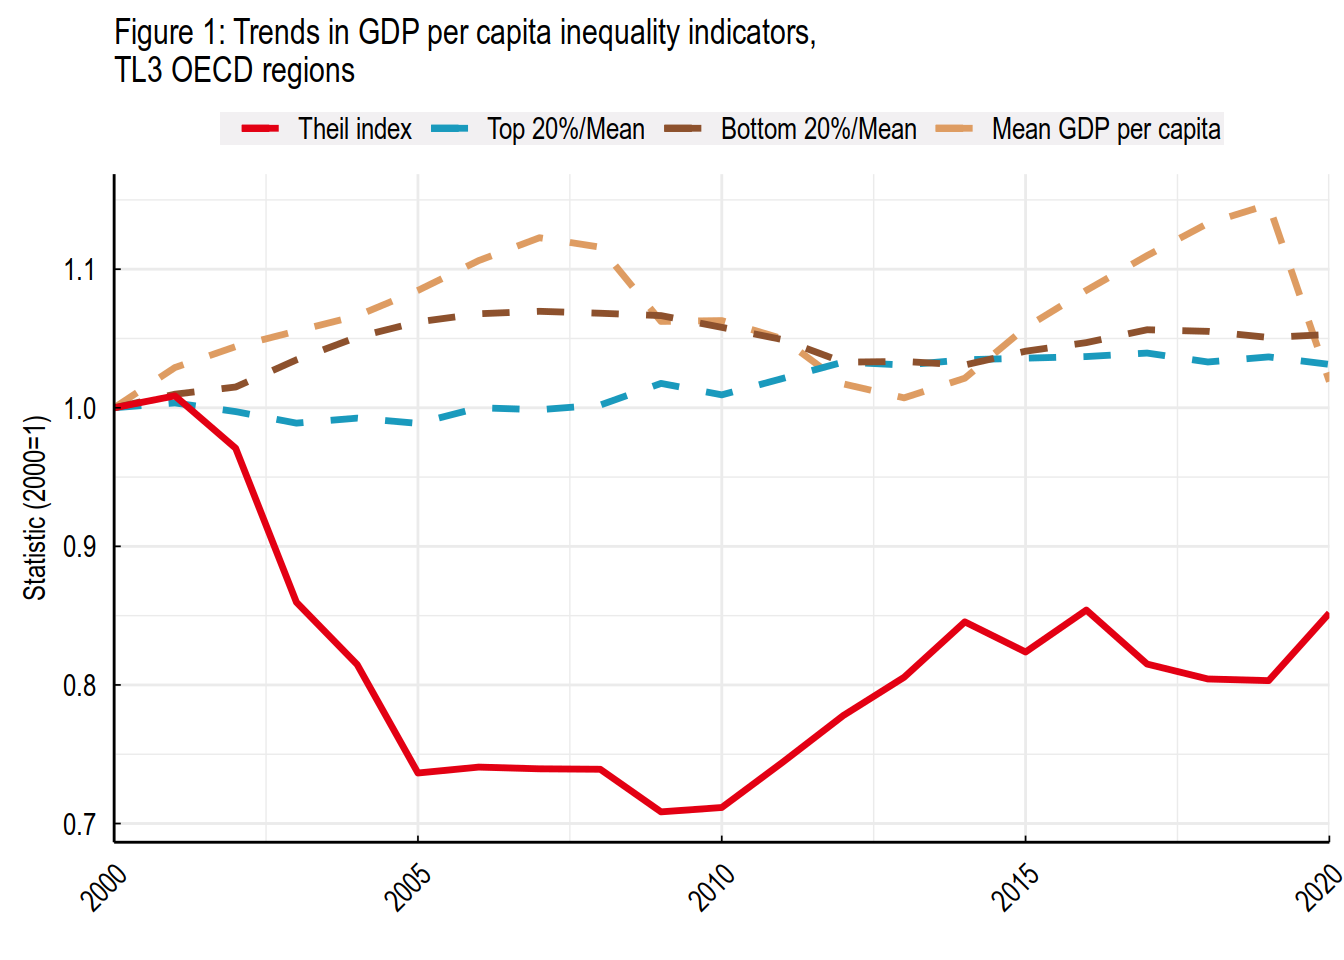 Figure 1: Trends in GDP per capita inequality indicators,
TL3 OECD regions
Theil index Top 20%/Mean Bottom 20%/Mean Mean GDP per capita
Statistic (2000=1)
1.1
1.0
0.9
0.8
0.7
2000 2005 2010 2015 2020